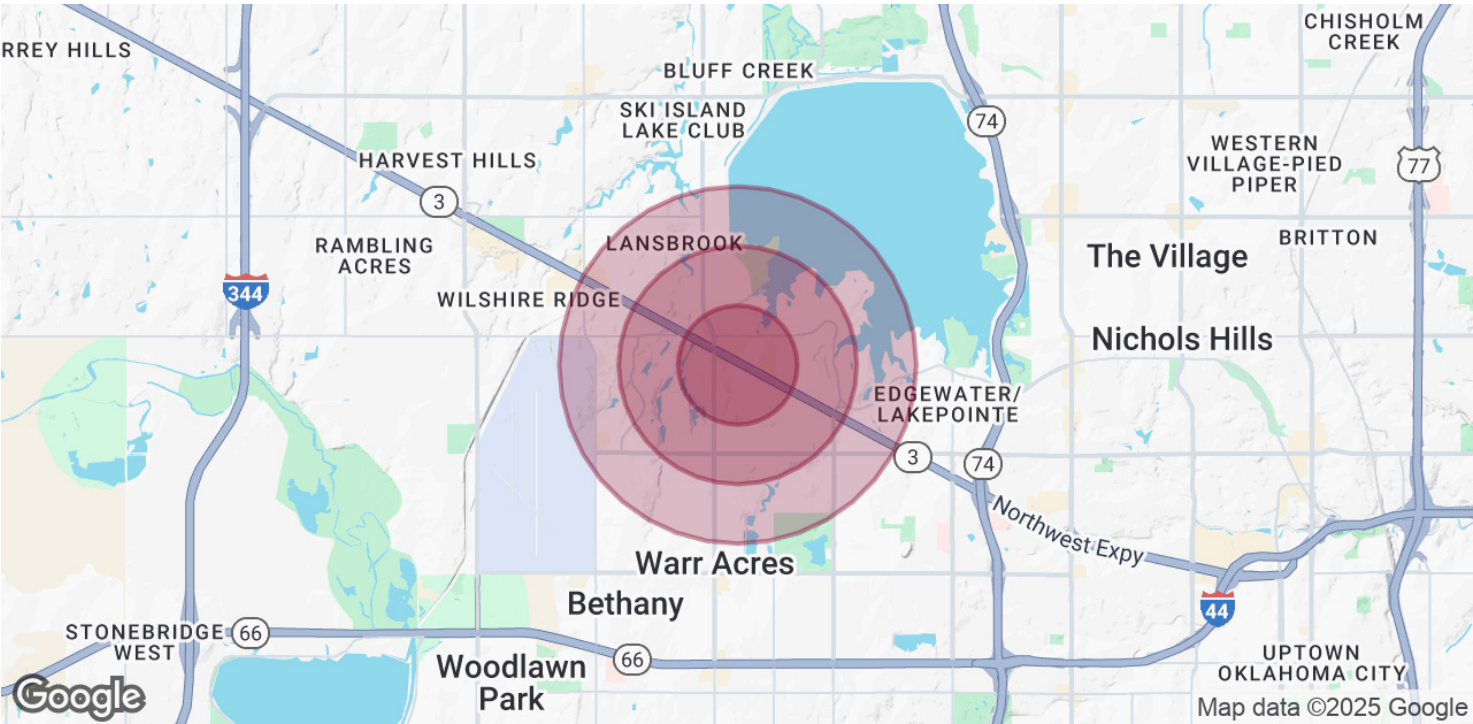 CHISHOLM
CREEK
RREY HILLS
BLUFF CREEK
SKI ISLAND
LAKE CLUB
74
WESTERN
VILLAGE-PIED
PIPER
77
HARVEST HILLS
3
RAMBLING
ACRES
LANSBROOK
The Village
BRITTON
344
WILSHIRE RIDGE
Nichols Hills
EDGEWATER/
LAKEPOINTE
3
74
Northwest Expy
Warr Acres
Bethany
44
STONEBRIDGE
WEST
66
66
Woodlawn
Park
UPTOWN
OKLAHOMA CITY
Google
Map data ©2025 Google